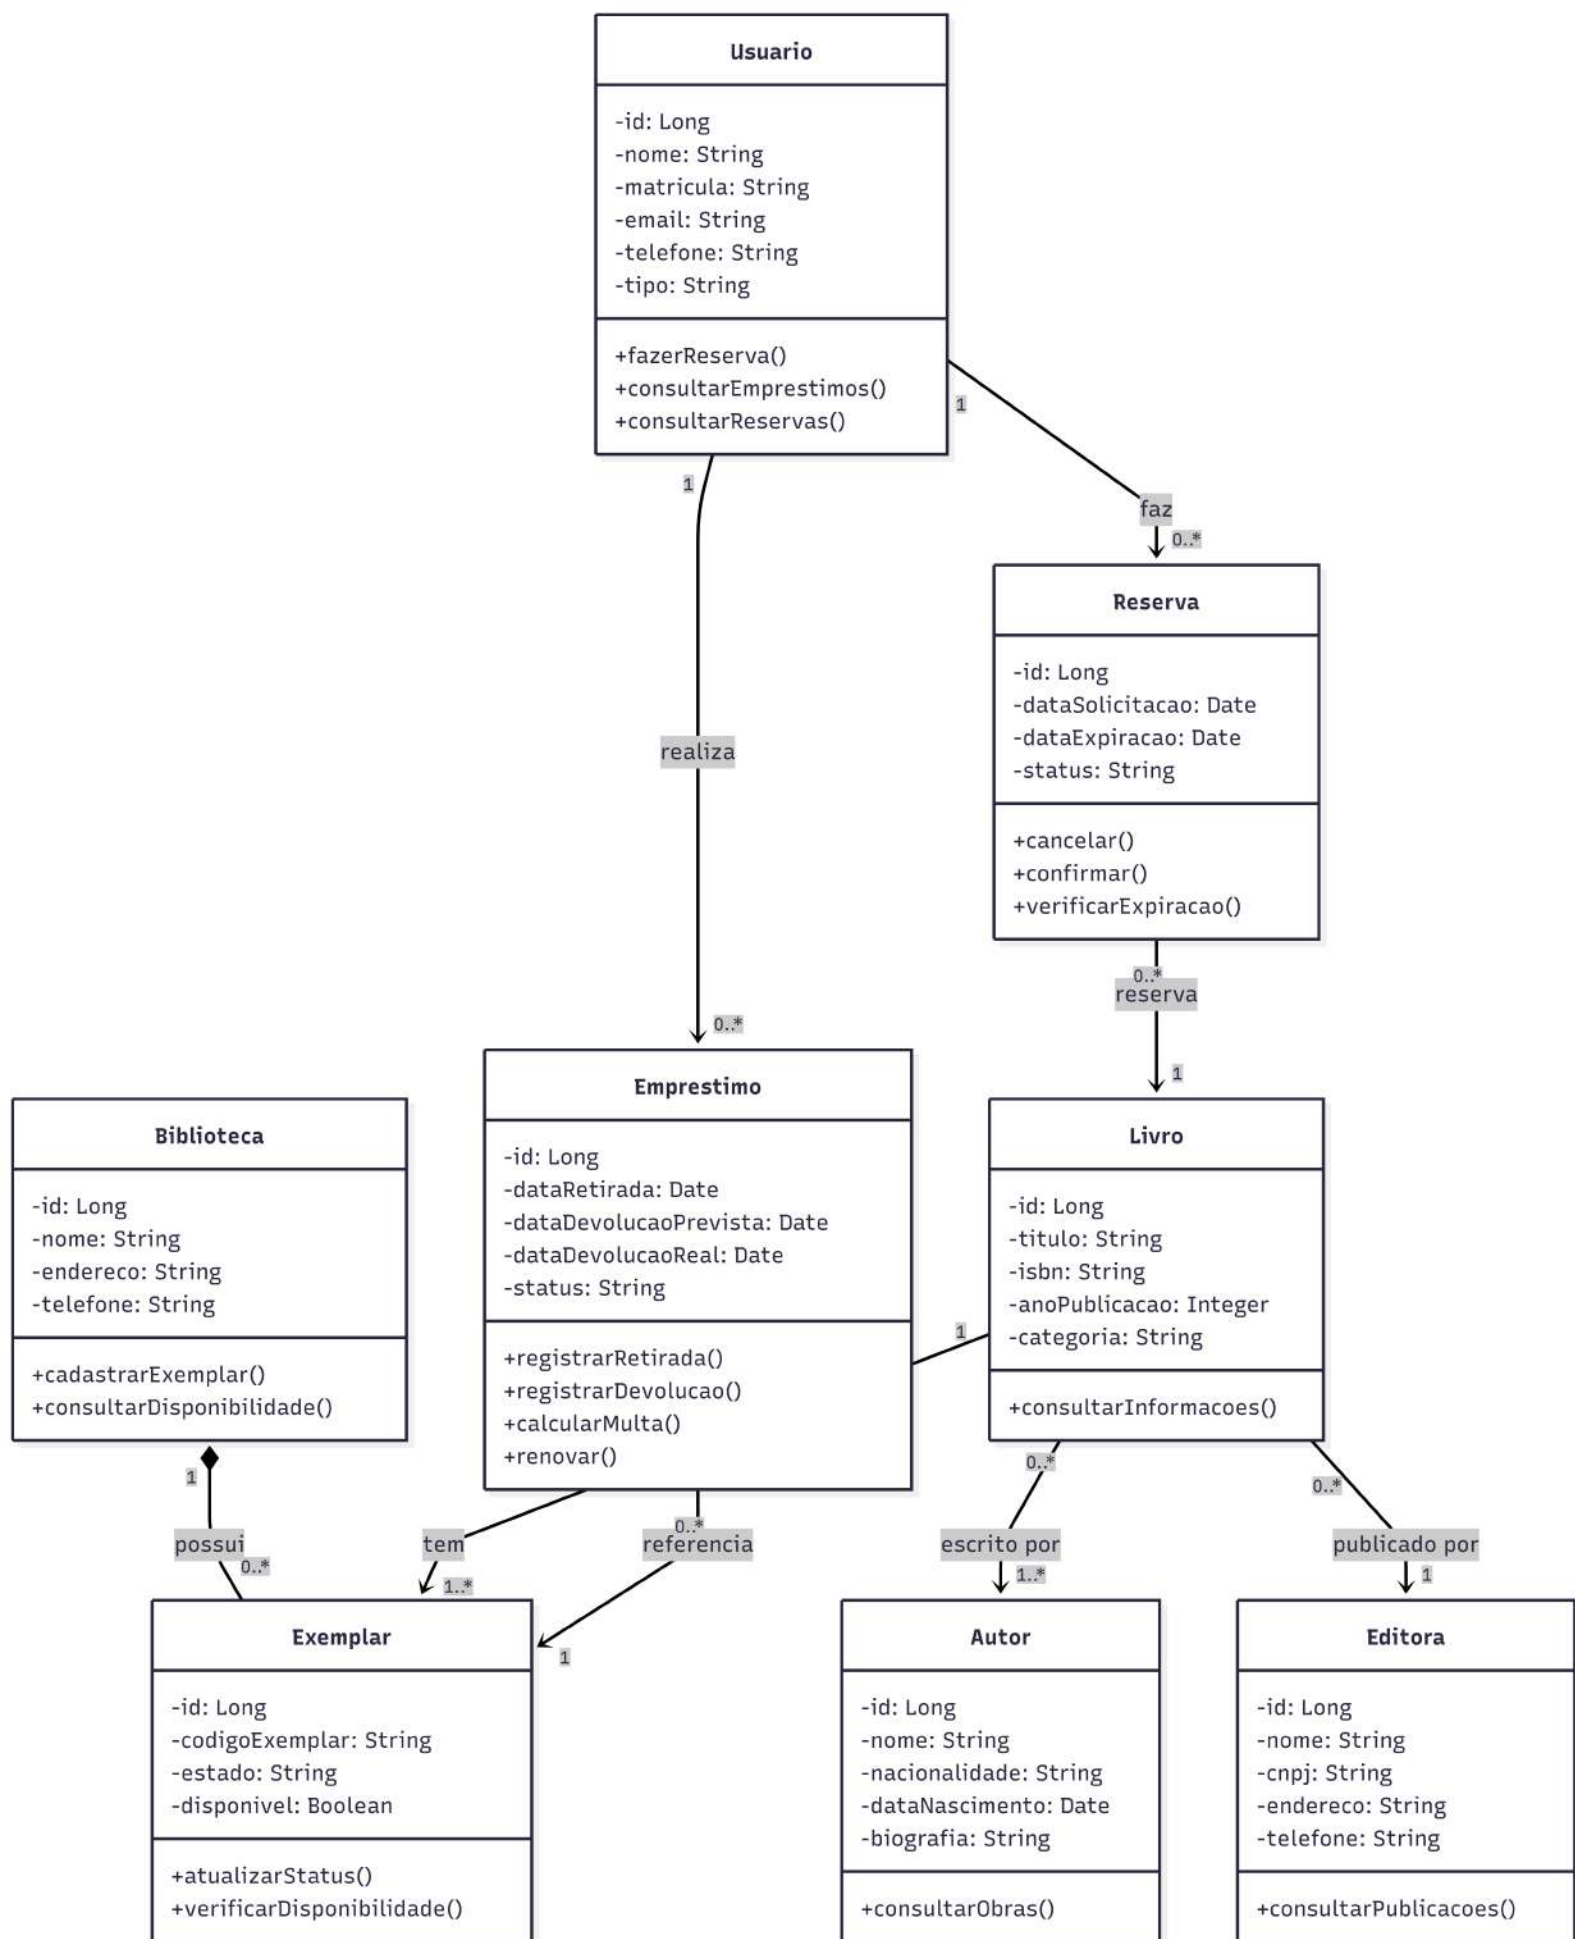 Usuario
-id: Long
-nome: String
-matricula: String
-email: String
-telefone: String
-tipo: String
+fazerReserva()
+consultarEmprestimos()
+consultarReservas()
1
1
faz
0..*
Reserva
-id: Long
-dataSolicitacao: Date
-dataExpiracao: Date
-status: String
+cancelar()
+confirmar()
+verificarExpiracao()
realiza
0..*
0..*
reserva
1
Biblioteca
-id: Long
-nome: String
-endereco: String
-telefone: String
+cadastrarExemplar()
+consultarDisponibilidade()
Emprestimo
-id: Long
-dataRetirada: Date
-dataDevolucaoPrevista: Date
-dataDevolucaoReal: Date
-status: String
+registrarRetirada()
+registrarDevolucao()
+calcularMulta()
+renovar()
1
Livro
-id: Long
-titulo: String
-isbn: String
-anoPublicacao: Integer
-categoria: String
+consultarInformacoes()
1
possui
0..*
tem
1..*
0..*
referencia
1
0..*
escrito por
1..*
0..*
publicado por
1
Exemplar
-id: Long
-codigoExemplar: String
-estado: String
-disponivel: Boolean
+atualizarStatus()
+verificarDisponibilidade()
Autor
-id: Long
-nome: String
-nacionalidade: String
-dataNascimento: Date
-biografia: String
+consultarObras()
Editora
-id: Long
-nome: String
-cnpj: String
-endereco: String
-telefone: String
+consultarPublicacoes()